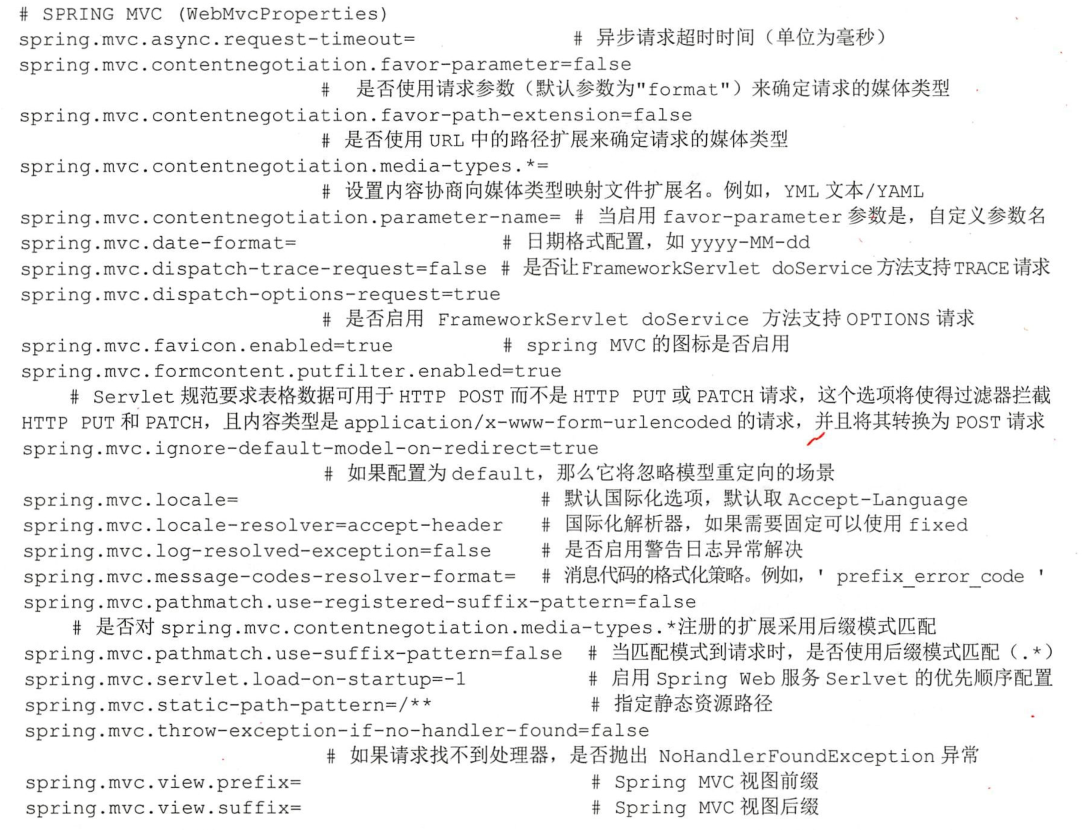 # SPRING MVC (WebMvcProperties)
spring.mvc.async.request-timeout= # 异步请求超时时间（单位为毫秒）
spring.mvc.contentnegotiation.favor-parameter=false
# 是否使用请求参数（默认参数为"format"）来确定请求的媒体类型
spring.mvc.contentnegotiation.favor-path-extension=false
# 是否使用 URL 中的路径扩展来确定请求的媒体类型
spring.mvc.contentnegotiation.media-types.*=
# 设置内容协商向媒体类型映射文件扩展名。例如，YML 文本/YAML
spring.mvc.contentnegotiation.parameter-name= # 当启用 favor-parameter 参数是，自定义参数名
spring.mvc.date-format= # 日期格式配置，如 yyyy-MM-dd
spring.mvc.dispatch-trace-request=false # 是否让 FrameworkServlet doService 方法支持 TRACE 请求
spring.mvc.dispatch-options-request=true
# 是否启用 FrameworkServlet doService 方法支持 OPTIONS 请求
spring.mvc.favicon.enabled=true # spring MVC 的图标是否启用
spring.mvc.formcontent.putfilter.enabled=true
# Servlet 规范要求表格数据可用于 HTTP POST 而不是 HTTP PUT 或 PATCH 请求，这个选项将使得过滤器拦截
HTTP PUT 和 PATCH，且内容类型是 application/x-www-form-urlencoded 的请求，并且将其转换为 POST 请求
spring.mvc.ignore-default-model-on-redirect=true
# 如果配置为 default，那么它将忽略模型重定向的场景
spring.mvc.locale= # 默认国际化选项，默认取 Accept-Language
spring.mvc.locale-resolver=accept-header # 国际化解析器，如果需要固定可以使用 fixed
spring.mvc.log-resolved-exception=false # 是否启用警告日志异常解决
spring.mvc.message-codes-resolver-format= # 消息代码的格式化策略。例如，' prefix_error_code '
spring.mvc.pathmatch.use-registered-suffix-pattern=false
# 是否对 spring.mvc.contentnegotiation.media-types.*注册的扩展采用后缀模式匹配
spring.mvc.pathmatch.use-suffix-pattern=false # 当匹配模式到请求时，是否使用后缀模式匹配（.*）
spring.mvc.servlet.load-on-startup=-1 # 启用 Spring Web 服务 Serlvet 的优先顺序配置
spring.mvc.static-path-pattern=/** # 指定静态资源路径
spring.mvc.throw-exception-if-no-handler-found=false
# 如果请求找不到处理器，是否抛出 NoHandlerFoundException 异常
spring.mvc.view.prefix= # Spring MVC 视图前缀
spring.mvc.view.suffix= # Spring MVC 视图后缀